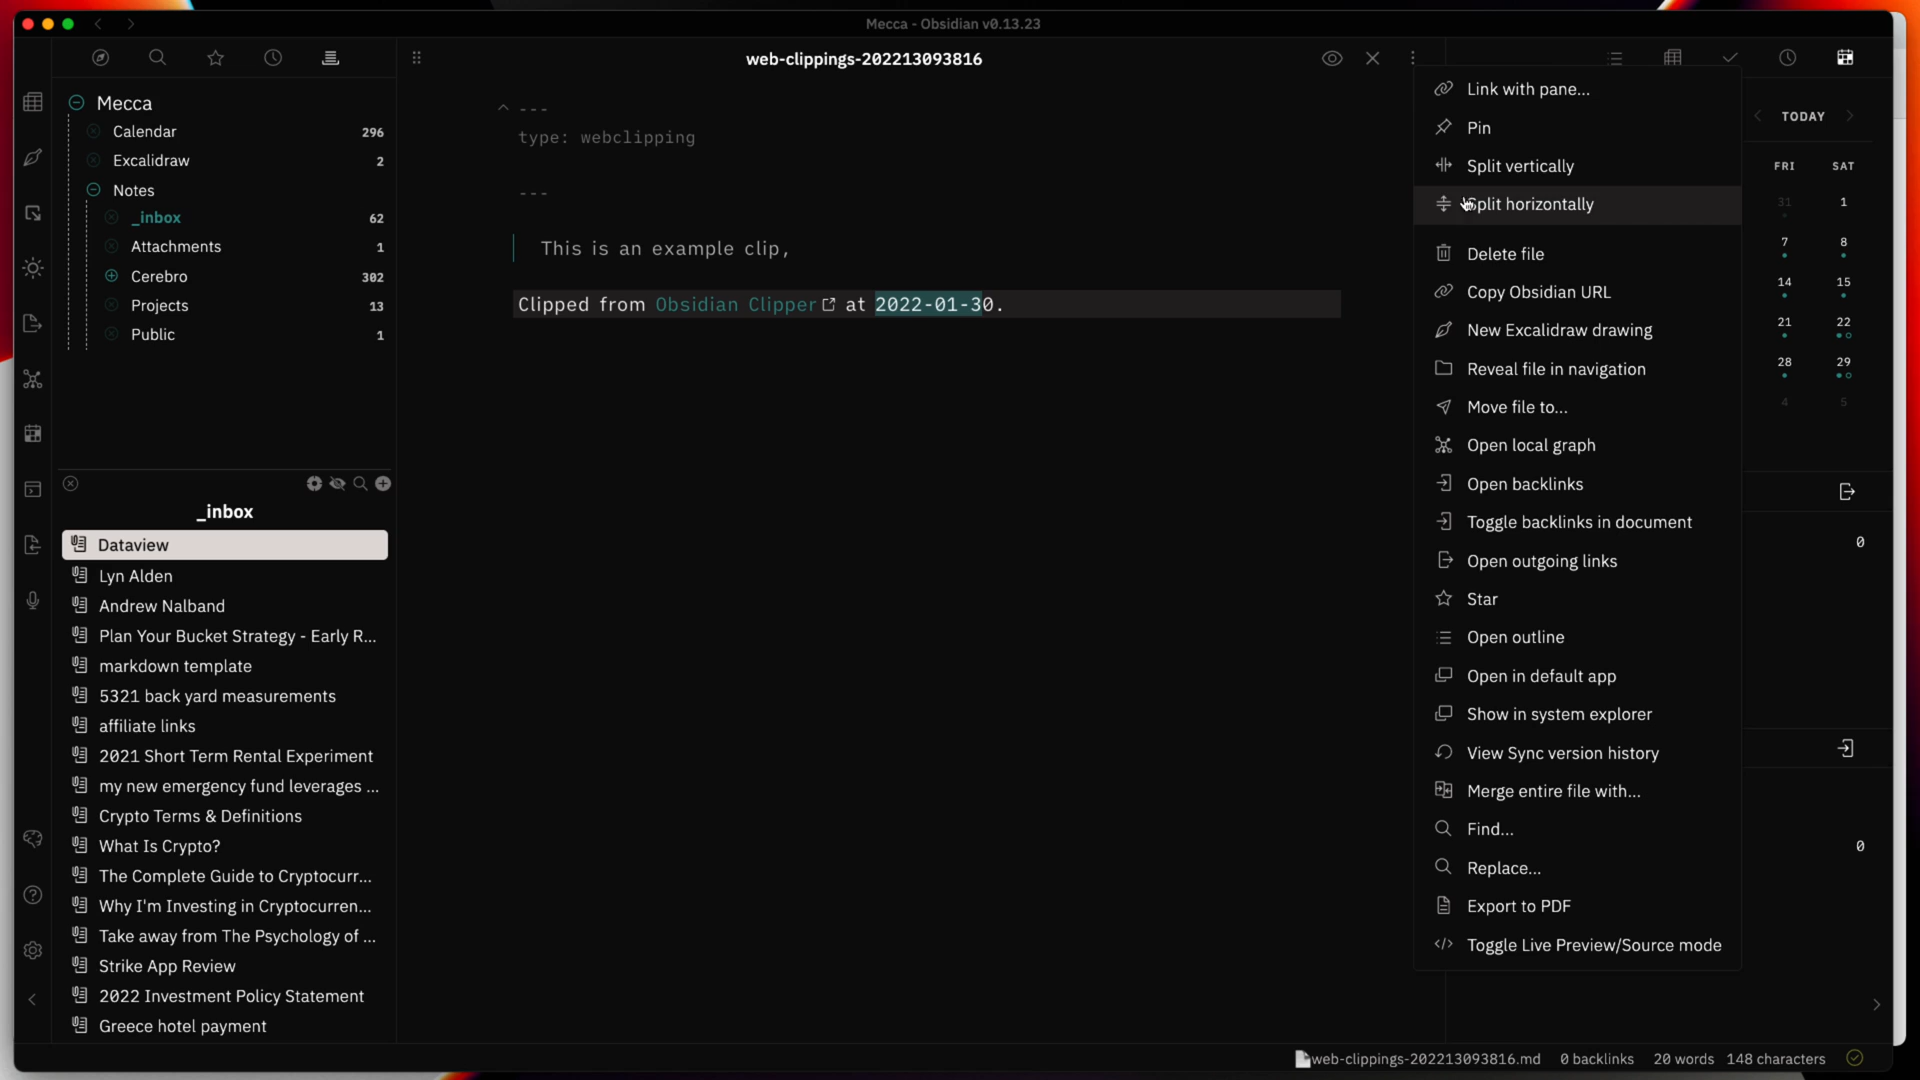 Mecca - Obsidian v0.13.23
Mecca
Calendar 296
Excalidraw 2
Notes
_inbox 62
Attachments 1
Cerebro 302
Projects 13
Public 1
_inbox
Dataview
Lyn Alden
Andrew Nalband
Plan Your Bucket Strategy - Early R...
markdown template
5321 back yard measurements
affiliate links
2021 Short Term Rental Experiment
my new emergency fund leverages ...
Crypto Terms & Definitions
What Is Crypto?
The Complete Guide to Cryptocurr...
Why I'm Investing in Cryptocurren...
Take away from The Psychology of ...
Strike App Review
2022 Investment Policy Statement
Greece hotel payment
web-clippings-202213093816
---
type: webclipping
---
This is an example clip,
Clipped from Obsidian Clipper at 2022-01-30.
Link with pane...
Pin
Split vertically
Split horizontally
Delete file
Copy Obsidian URL
New Excalidraw drawing
Reveal file in navigation
Move file to...
Open local graph
Open backlinks
Toggle backlinks in document
Open outgoing links
Star
Open outline
Open in default app
Show in system explorer
View Sync version history
Merge entire file with...
Find...
Replace...
Export to PDF
Toggle Live Preview/Source mode
TODAY
FRI SAT
31 1
7 8
14 15
21 22
28 29
4 5
0
0
web-clippings-202213093816.md 0 backlinks 20 words 148 characters